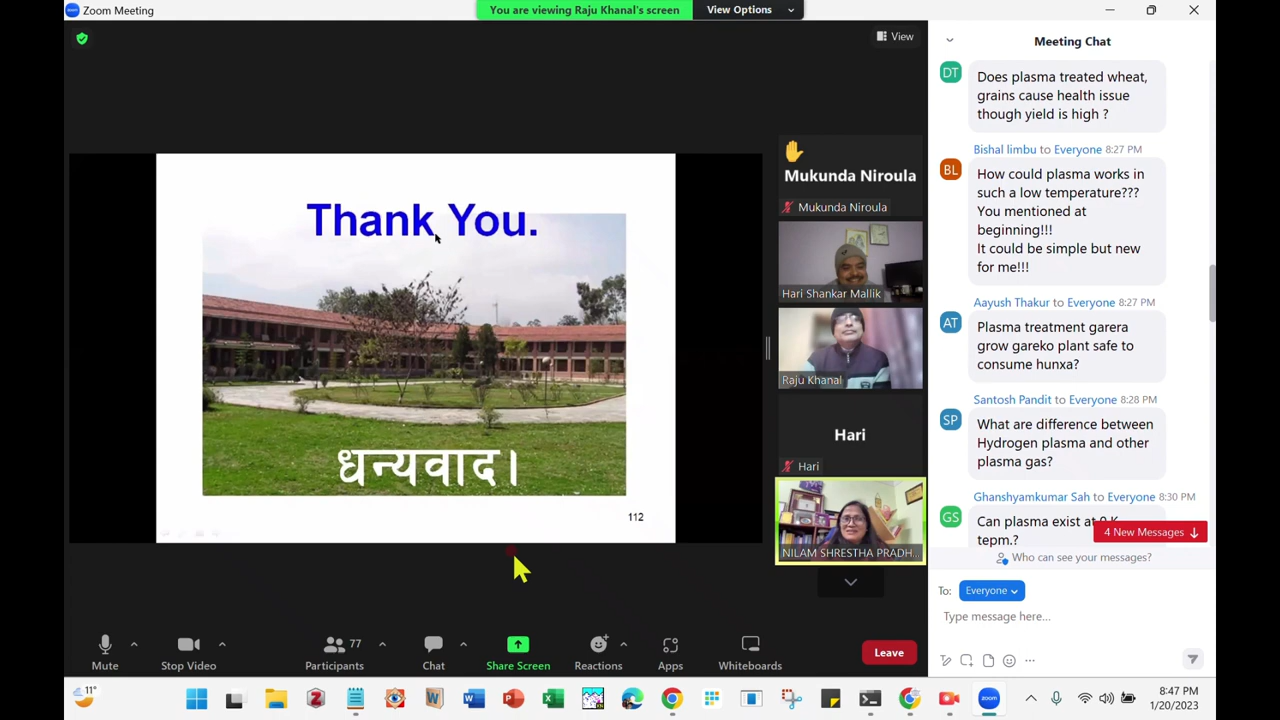 Zoom Meeting
You are viewing Raju Khanal's screen
View Options
View
Thank You.
धन्यवाद।
112
Mukunda Niroula
Mukunda Niroula
Hari Shankar Mallik
Raju Khanal
Hari
Hari
NILAM SHRESTHA PRADH...
Meeting Chat
DT
Does plasma treated wheat,
grains cause health issue
though yield is high ?
Bishal limbu to Everyone 8:27 PM
BL
How could plasma works in
such a low temperature???
You mentioned at
beginning!!!
It could be simple but new
for me!!!
Aayush Thakur to Everyone 8:27 PM
AT
Plasma treatment garera
grow gareko plant safe to
consume hunxa?
Santosh Pandit to Everyone 8:28 PM
SP
What are difference between
Hydrogen plasma and other
plasma gas?
Ghanshyamkumar Sah to Everyone 8:30 PM
GS
Can plasma exist at 0 K
tepm.?
4 New Messages
Who can see your messages?
To: Everyone
Type message here...
Mute
Stop Video
77
Participants
Chat
Share Screen
Reactions
Apps
Whiteboards
Leave
11°
8:47 PM
1/20/2023